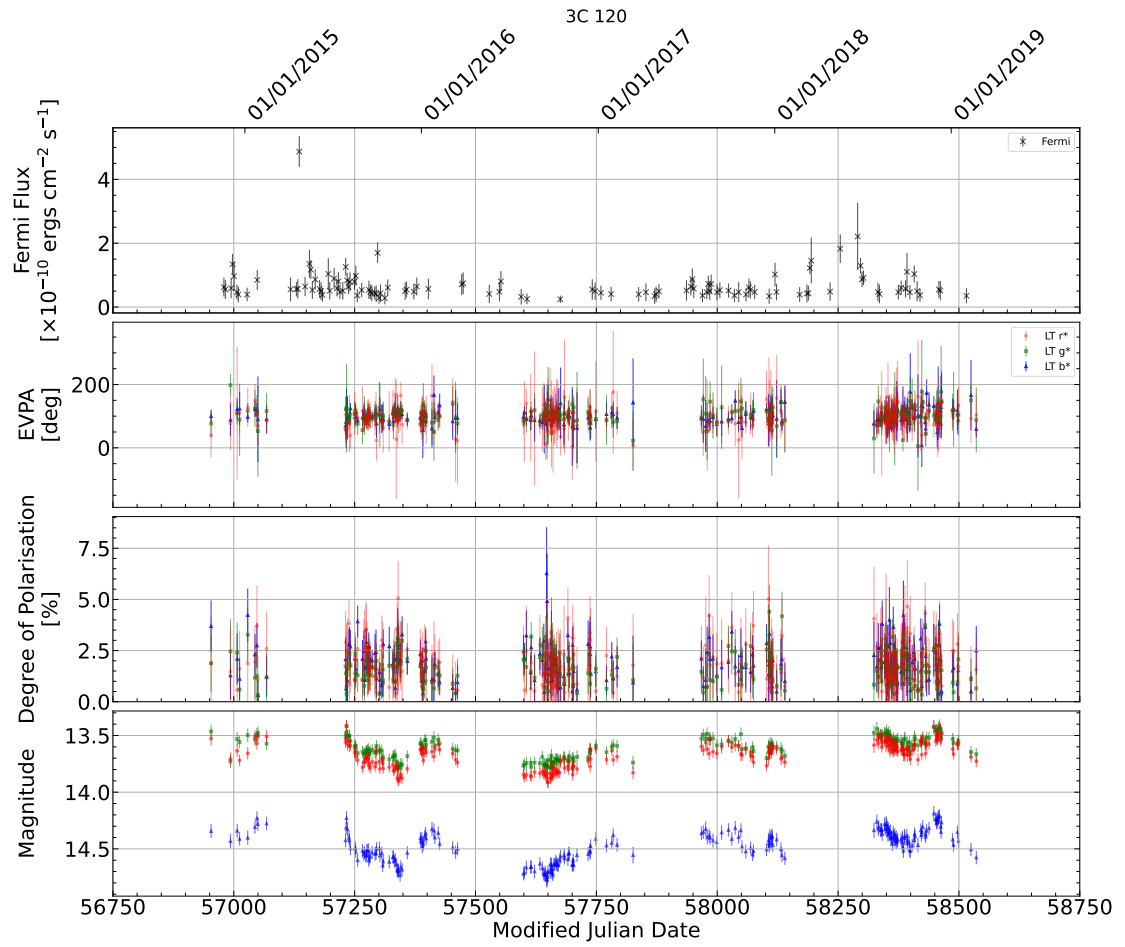 3C 120
01/01/2015
01/01/2016
01/01/2017
01/01/2018
01/01/2019
Fermi Flux
[×10⁻¹⁰ ergs cm⁻² s⁻¹]
4
2
0
Fermi
EVPA
[deg]
200
0
LT r*
LT g*
LT b*
Degree of Polarisation
[%]
7.5
5.0
2.5
0.0
Magnitude
13.5
14.0
14.5
56750 57000 57250 57500 57750 58000 58250 58500 58750
Modified Julian Date